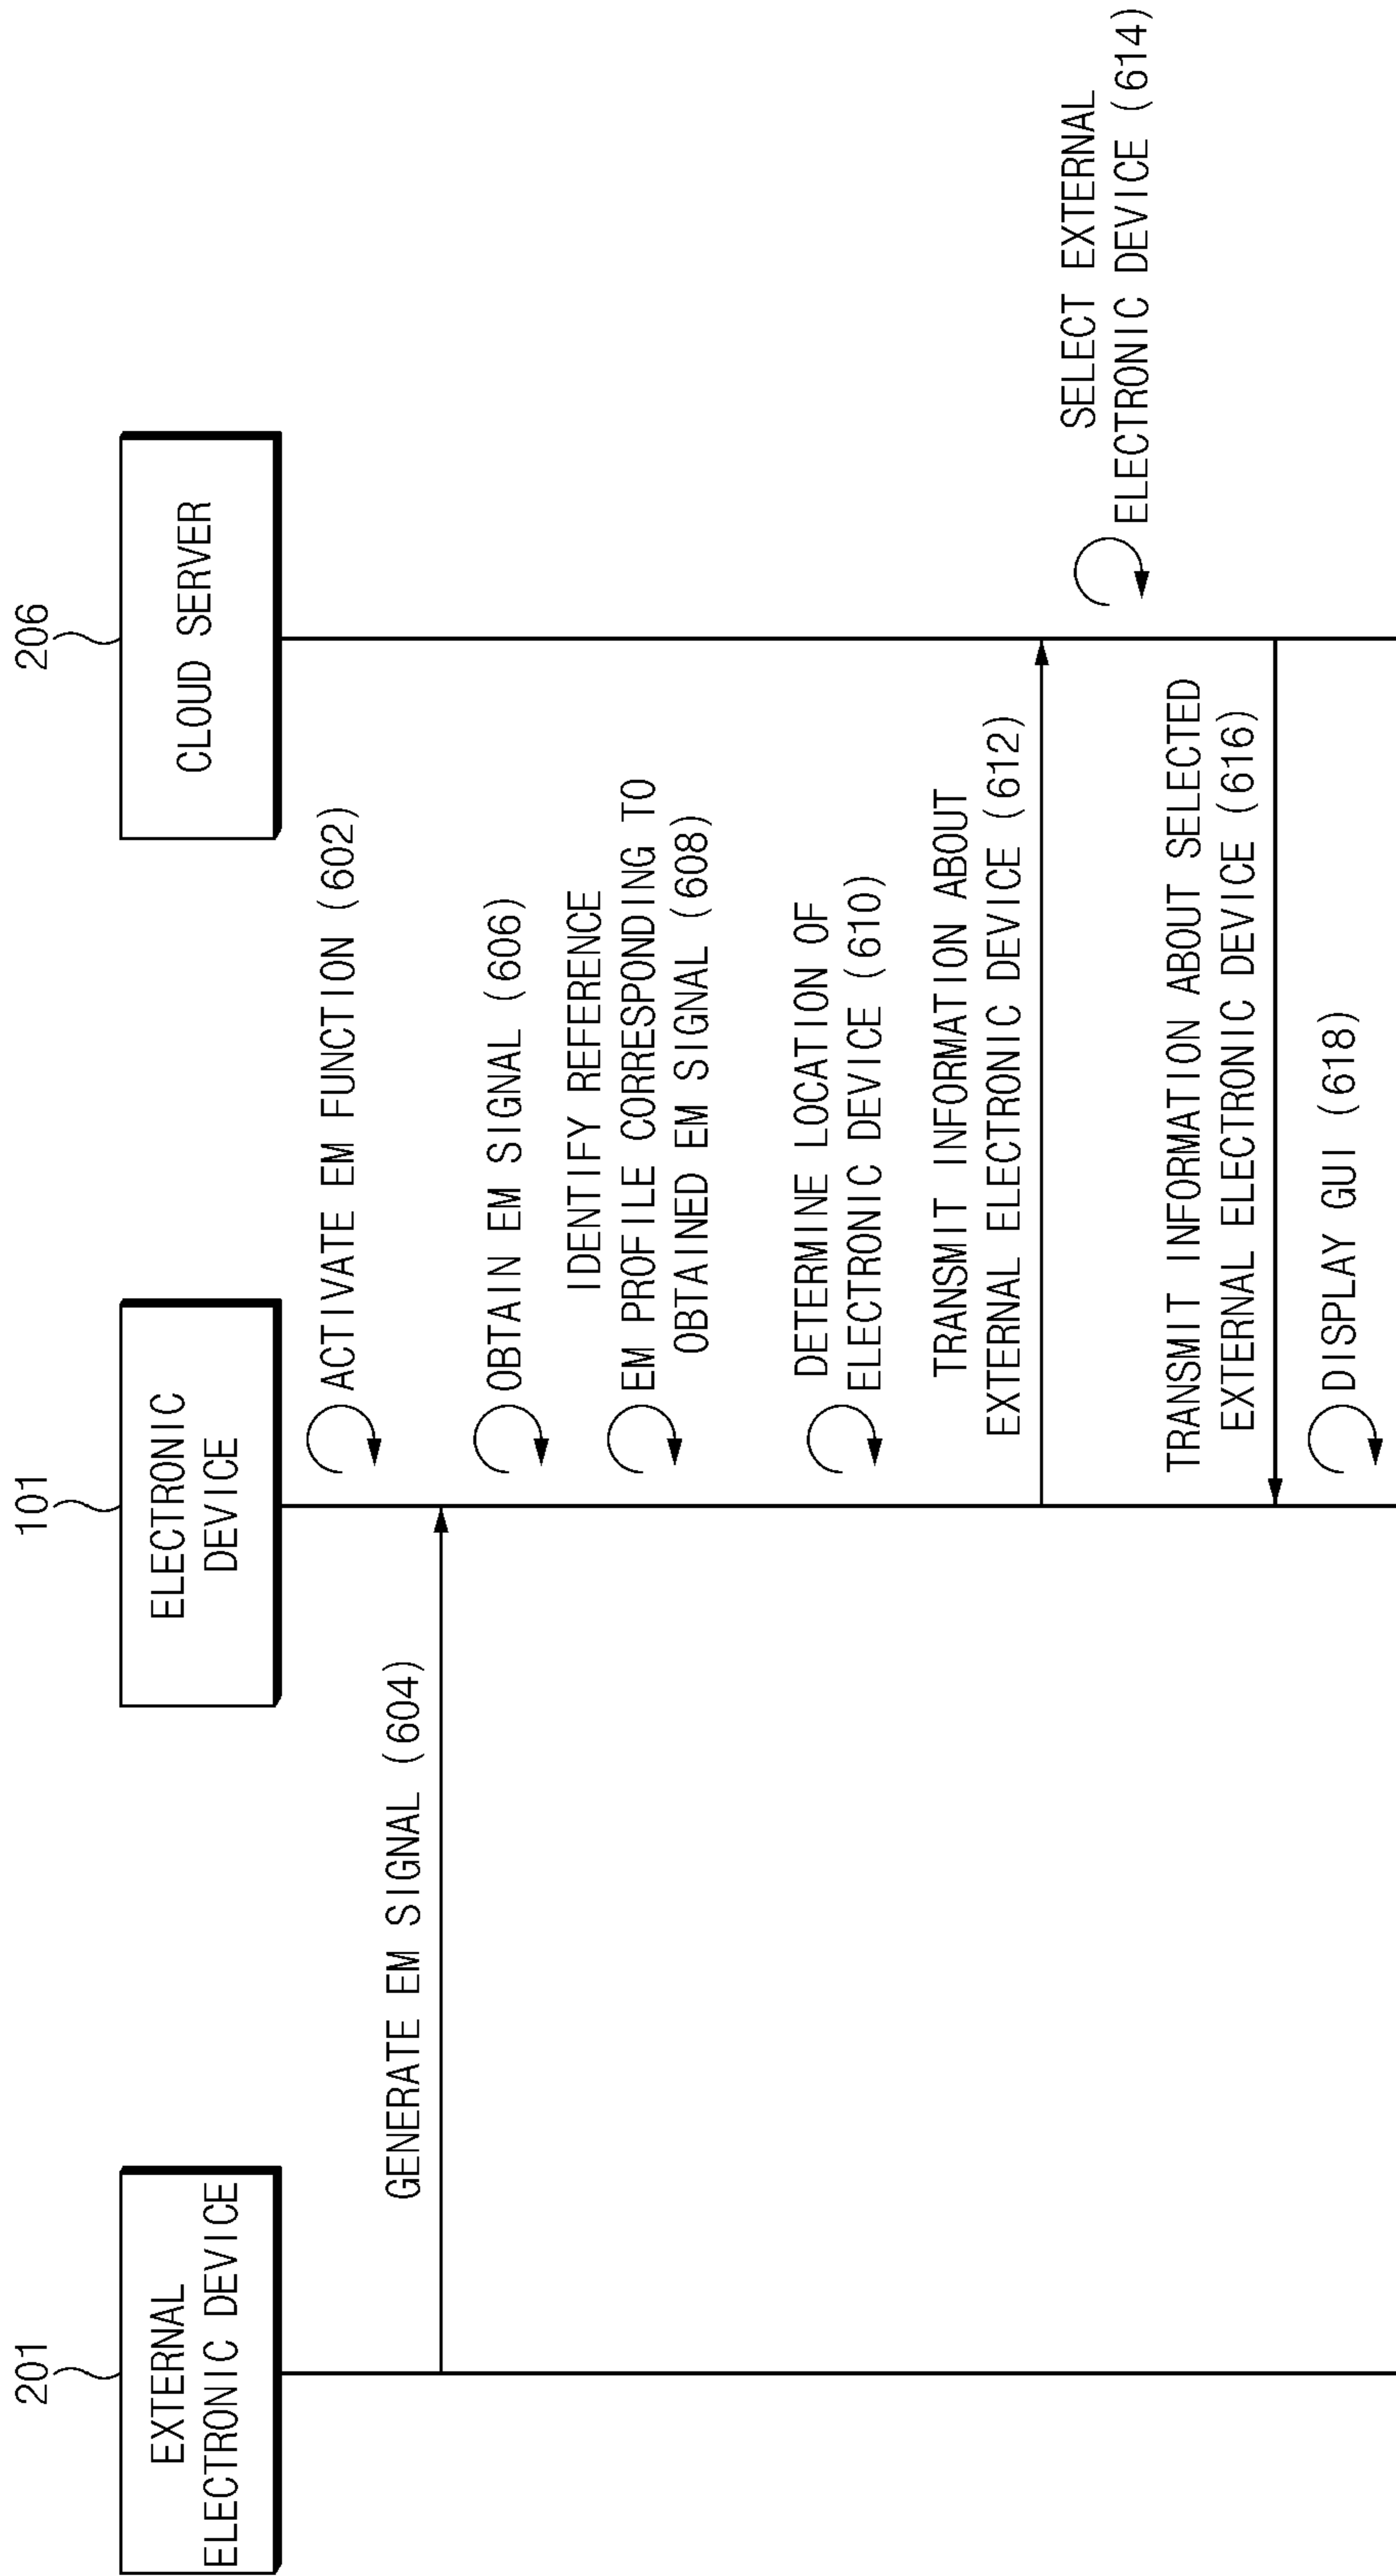 201
EXTERNAL
ELECTRONIC DEVICE
101
ELECTRONIC
DEVICE
206
CLOUD SERVER
ACTIVATE EM FUNCTION (602)
GENERATE EM SIGNAL (604)
OBTAIN EM SIGNAL (606)
IDENTIFY REFERENCE
EM PROFILE CORRESPONDING TO
OBTAINED EM SIGNAL (608)
DETERMINE LOCATION OF
ELECTRONIC DEVICE (610)
TRANSMIT INFORMATION ABOUT
EXTERNAL ELECTRONIC DEVICE (612)
SELECT EXTERNAL
ELECTRONIC DEVICE (614)
TRANSMIT INFORMATION ABOUT SELECTED
EXTERNAL ELECTRONIC DEVICE (616)
DISPLAY GUI (618)